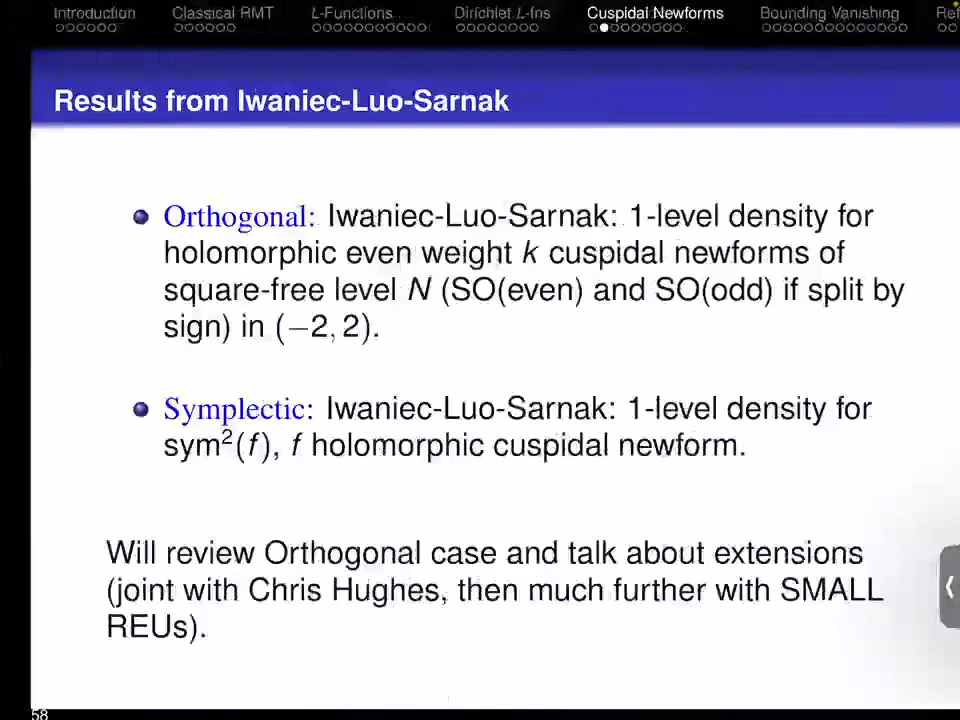 Introduction Classical RMT L-Functions Dirichlet L-fns Cuspidal Newforms Bounding Vanishing Ref
Results from Iwaniec-Luo-Sarnak
Orthogonal: Iwaniec-Luo-Sarnak: 1-level density for
holomorphic even weight k cuspidal newforms of
square-free level N (SO(even) and SO(odd) if split by
sign) in (−2, 2).
Symplectic: Iwaniec-Luo-Sarnak: 1-level density for
sym²(f), f holomorphic cuspidal newform.
Will review Orthogonal case and talk about extensions
(joint with Chris Hughes, then much further with SMALL
REUs).
58